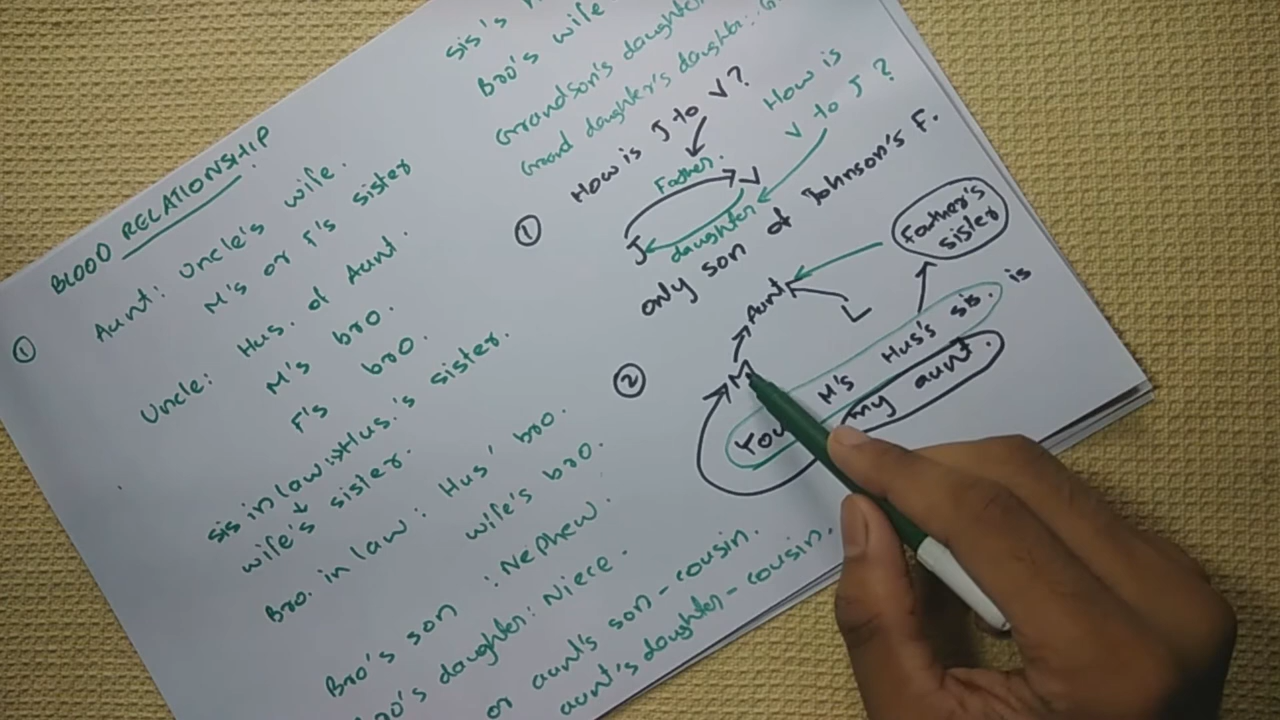 BLOOD RELATIONSHIP
①
Aunt: Uncle's wife.
M's or F's sister
Uncle: Hus. of Aunt.
M's bro.
F's bro.
sis in law → Hus.'s sister.
wife's sister.
Bro. in law: Hus' bro.
wife's bro.
Bro's son : Nephew.
Bro's daughter: Niece.
or aunt's son - cousin.
aunt's daughter - cousin.
sis's
Bro's wife
Grandson's daughter
Grand daughter's daughter:
①
How is J to V?
How is
V to J?
Father.
V
J
daughter
only son of Johnson's F.
②
Father's
sister
Aunt
L
M
You M's Hus's sis. is
my aunt.